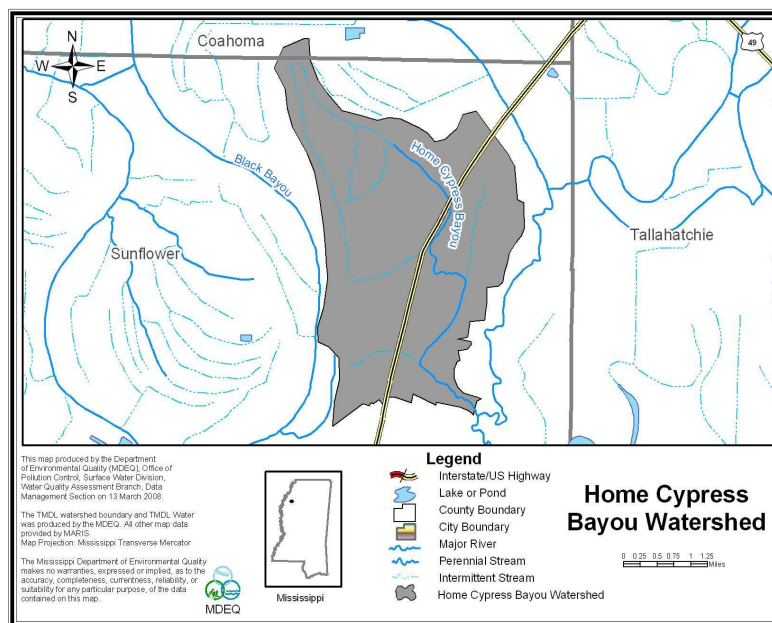 N
W E
S
Coahoma
49
Black Bayou
Home Cypress Bayou
Sunflower
Tallahatchie
This map produced by the Department
of Environmental Quality (MDEQ), Office of
Pollution Control, Surface Water Division,
Water Quality Assessment Branch, Data
Management Section on 13 March 2008.
The TMDL watershed boundary and TMDL Water
was produced by the MDEQ. All other map data
provided by MARIS.
Map Projection: Mississippi Transverse Mercator
The Mississippi Department of Environmental Quality
makes no warranties, expressed or implied, as to the
accuracy, completeness, currentness, reliability, or
suitability for any particular purpose, of the data
contained on this map.
MDEQ
Mississippi
Legend
Interstate/US Highway
Lake or Pond
County Boundary
City Boundary
Major River
Perennial Stream
Intermittent Stream
Home Cypress Bayou Watershed
Home Cypress
Bayou Watershed
0 0.25 0.5 0.75 1 1.25
Miles